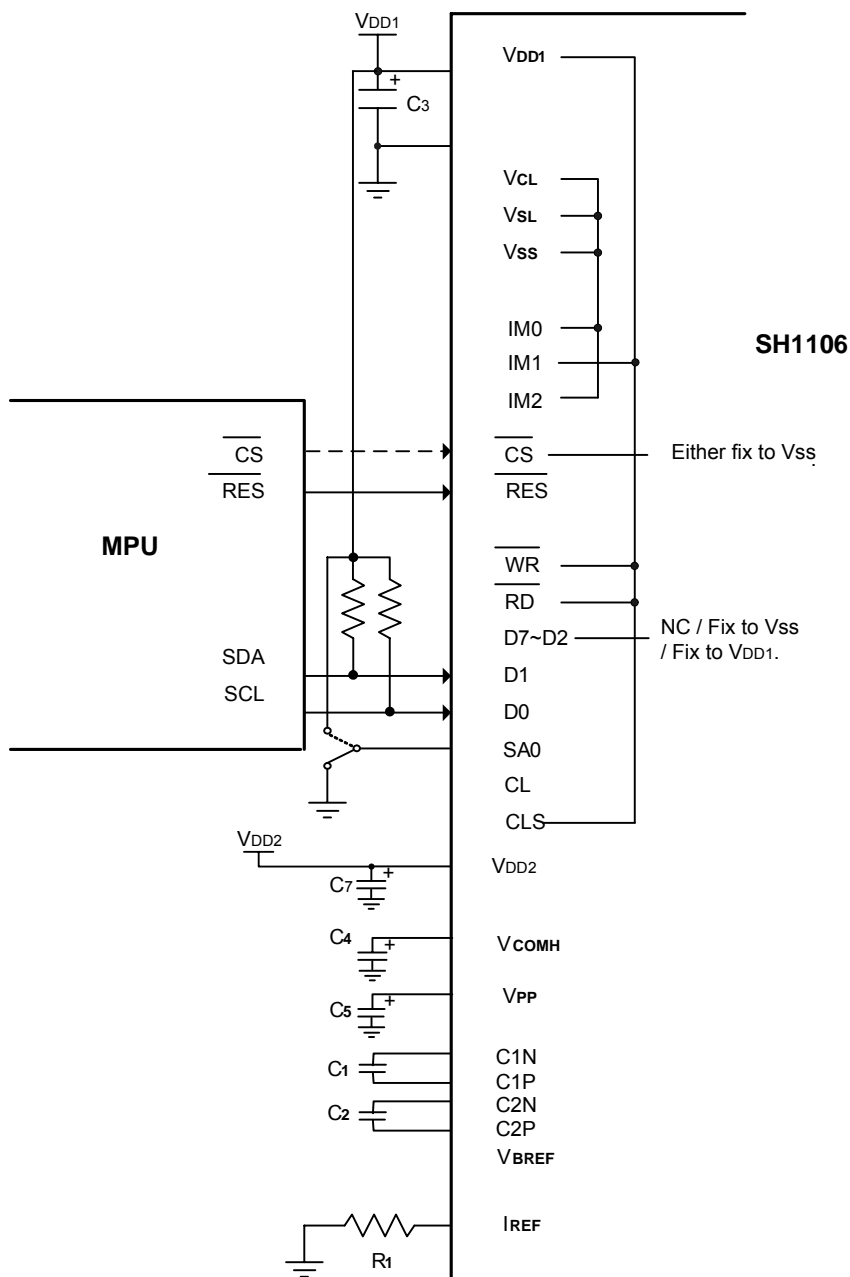 VDD1
VDD1
+
C3
VCL
VSL
VSS
IM0
IM1
IM2
SH1106
CS
CS
Either fix to Vss.
RES
RES
MPU
WR
RD
D7~D2
NC / Fix to Vss
/ Fix to VDD1.
SDA
D1
SCL
D0
SA0
CL
CLS
VDD2
VDD2
C7
+
C4
+
VCOMH
C5
+
VPP
C1
C1N
C1P
C2
C2N
C2P
VBREF
IREF
R1